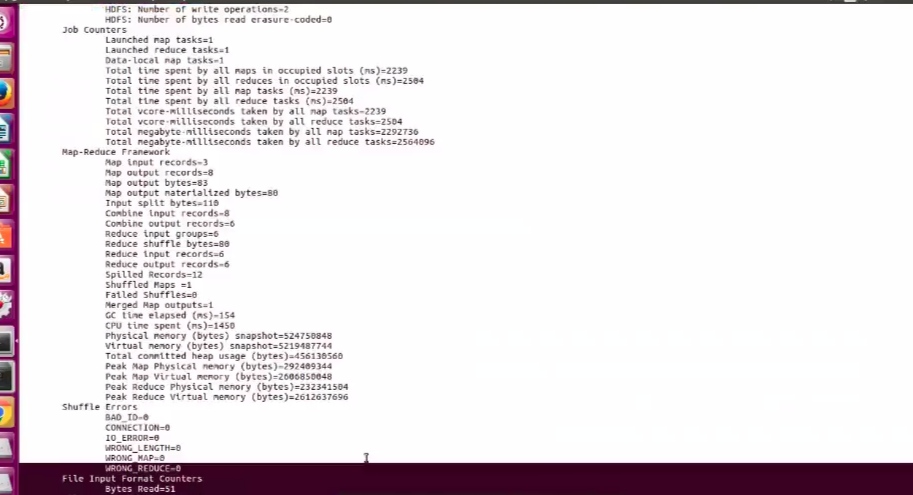 HDFS: Number of write operations=2
HDFS: Number of bytes read erasure-coded=0
Job Counters
Launched map tasks=1
Launched reduce tasks=1
Data-local map tasks=1
Total time spent by all maps in occupied slots (ms)=2239
Total time spent by all reduces in occupied slots (ms)=2504
Total time spent by all map tasks (ms)=2239
Total time spent by all reduce tasks (ms)=2504
Total vcore-milliseconds taken by all map tasks=2239
Total vcore-milliseconds taken by all reduce tasks=2504
Total megabyte-milliseconds taken by all map tasks=2292736
Total megabyte-milliseconds taken by all reduce tasks=2564096
Map-Reduce Framework
Map input records=3
Map output records=8
Map output bytes=83
Map output materialized bytes=80
Input split bytes=110
Combine input records=8
Combine output records=6
Reduce input groups=6
Reduce shuffle bytes=80
Reduce input records=6
Reduce output records=6
Spilled Records=12
Shuffled Maps =1
Failed Shuffles=0
Merged Map outputs=1
GC time elapsed (ms)=154
CPU time spent (ms)=1450
Physical memory (bytes) snapshot=524750848
Virtual memory (bytes) snapshot=5219487744
Total committed heap usage (bytes)=456130560
Peak Map Physical memory (bytes)=292409344
Peak Map Virtual memory (bytes)=2606850048
Peak Reduce Physical memory (bytes)=232341504
Peak Reduce Virtual memory (bytes)=2612637696
Shuffle Errors
BAD_ID=0
CONNECTION=0
IO_ERROR=0
WRONG_LENGTH=0
WRONG_MAP=0
WRONG_REDUCE=0
File Input Format Counters
Bytes Read=51